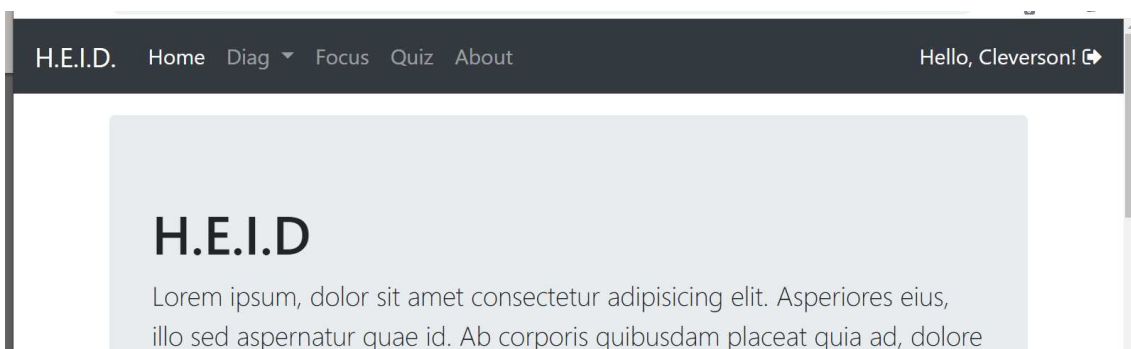 H.E.I.D. Home Diag Focus Quiz About Hello, Cleverson!
H.E.I.D
Lorem ipsum, dolor sit amet consectetur adipisicing elit. Asperiores eius,
illo sed aspernatur quae id. Ab corporis quibusdam placeat quia ad, dolore